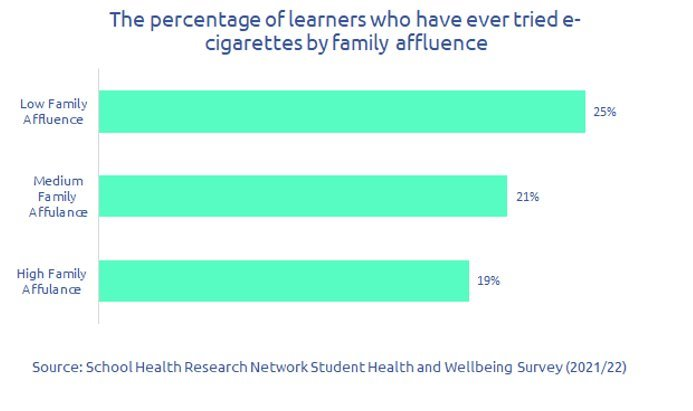 The percentage of learners who have ever tried e-
cigarettes by family affluence
Low Family
Affluence
25%
Medium
Family
Affulance
21%
High Family
Affulance
19%
Source: School Health Research Network Student Health and Wellbeing Survey (2021/22)